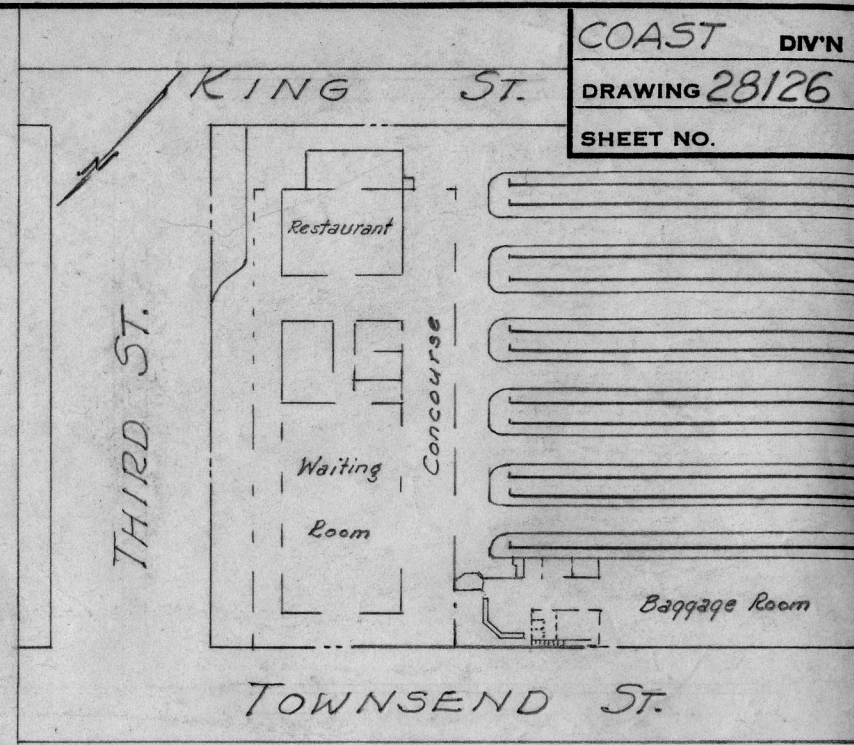 COAST DIV'N
DRAWING 28126
SHEET NO.
KING ST.
N
Restaurant
THIRD ST.
Concourse
Waiting
Room
Baggage Room
TOWNSEND ST.